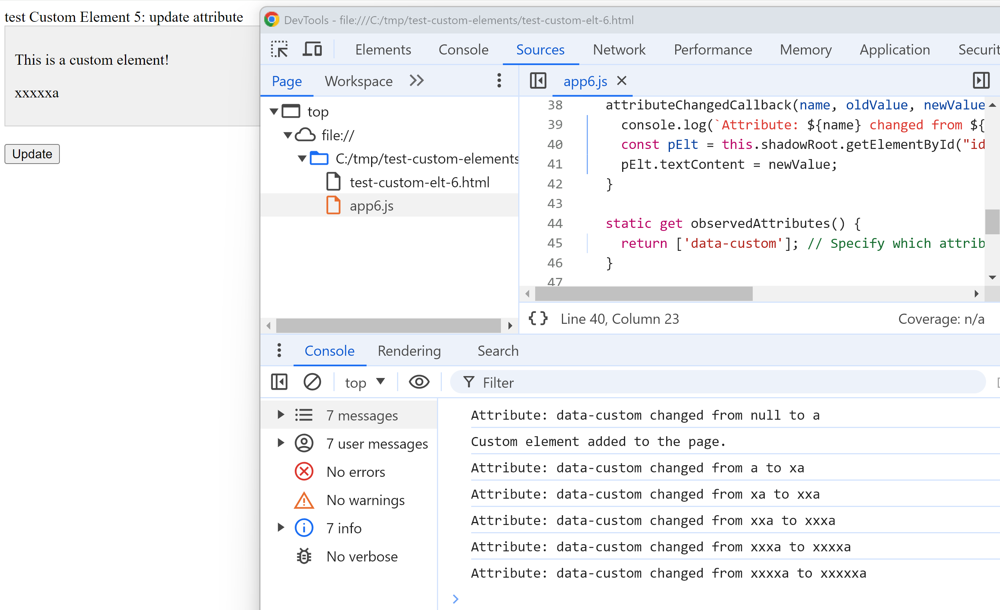 test Custom Element 5: update attribute
This is a custom element!
xxxxxa
Update
DevTools - file:///C:/tmp/test-custom-elements/test-custom-elt-6.html
Elements Console Sources Network Performance Memory Application Securit
Page Workspace
top
file://
C:/tmp/test-custom-elements
test-custom-elt-6.html
app6.js
app6.js
38 attributeChangedCallback(name, oldValue, newValue
39 console.log(`Attribute: ${name} changed from ${
40 const pElt = this.shadowRoot.getElementById("id
41 pElt.textContent = newValue;
42 }
43
44 static get observedAttributes() {
45 return ['data-custom']; // Specify which attrib
46 }
47
{ } Line 40, Column 23 Coverage: n/a
Console Rendering Search
top Filter
7 messages
7 user messages
No errors
No warnings
7 info
No verbose
Attribute: data-custom changed from null to a
Custom element added to the page.
Attribute: data-custom changed from a to xa
Attribute: data-custom changed from xa to xxa
Attribute: data-custom changed from xxa to xxxa
Attribute: data-custom changed from xxxa to xxxxa
Attribute: data-custom changed from xxxxa to xxxxxa